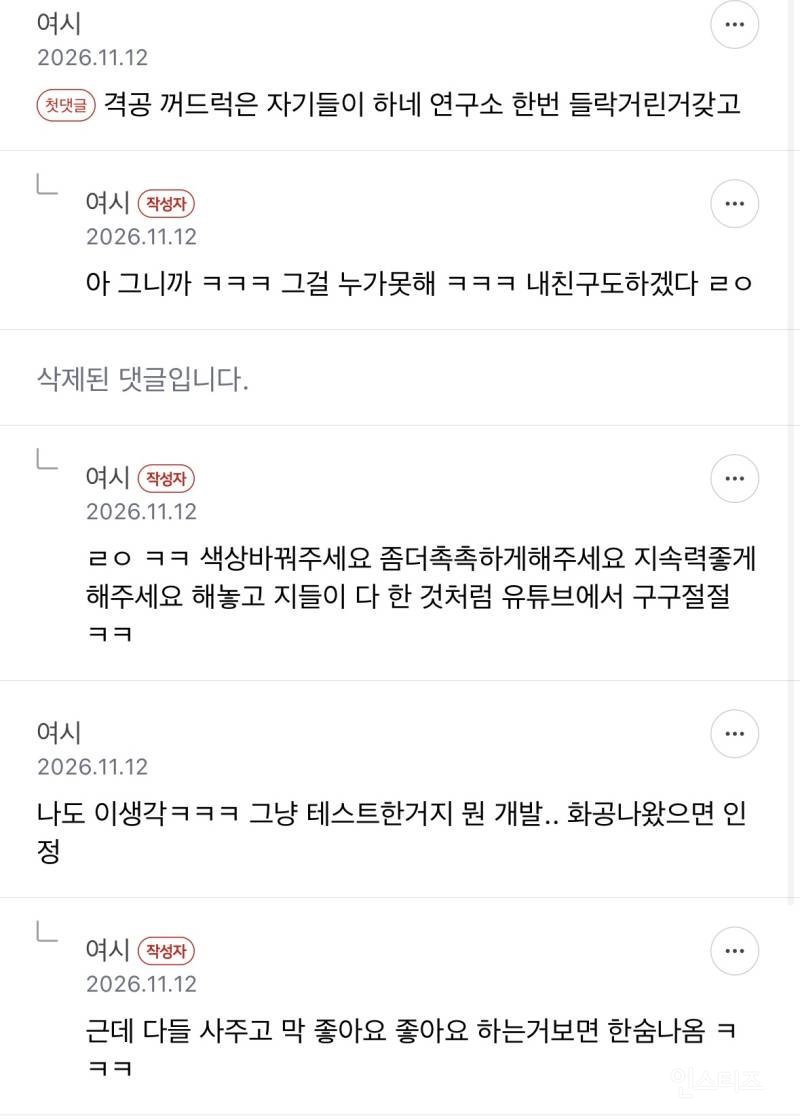 여시
2026.11.12
첫댓글 격공 꺼드럭은 자기들이 하네 연구소 한번 들락거린거갖고
여시 작성자
2026.11.12
아 그니까 ㅋㅋㅋ 그걸 누가못해 ㅋㅋㅋ 내친구도하겠다 ㄹㅇ
삭제된 댓글입니다.
여시 작성자
2026.11.12
ㄹㅇ ㅋㅋ 색상바꿔주세요 좀더촉촉하게해주세요 지속력좋게
해주세요 해놓고 지들이 다 한 것처럼 유튜브에서 구구절절
ㅋㅋ
여시
2026.11.12
나도 이생각ㅋㅋㅋ 그냥 테스트한거지 뭔 개발.. 화공나왔으면 인
정
여시 작성자
2026.11.12
근데 다들 사주고 막 좋아요 좋아요 하는거보면 한숨나옴 ㅋ
ㅋㅋ
인스티즈